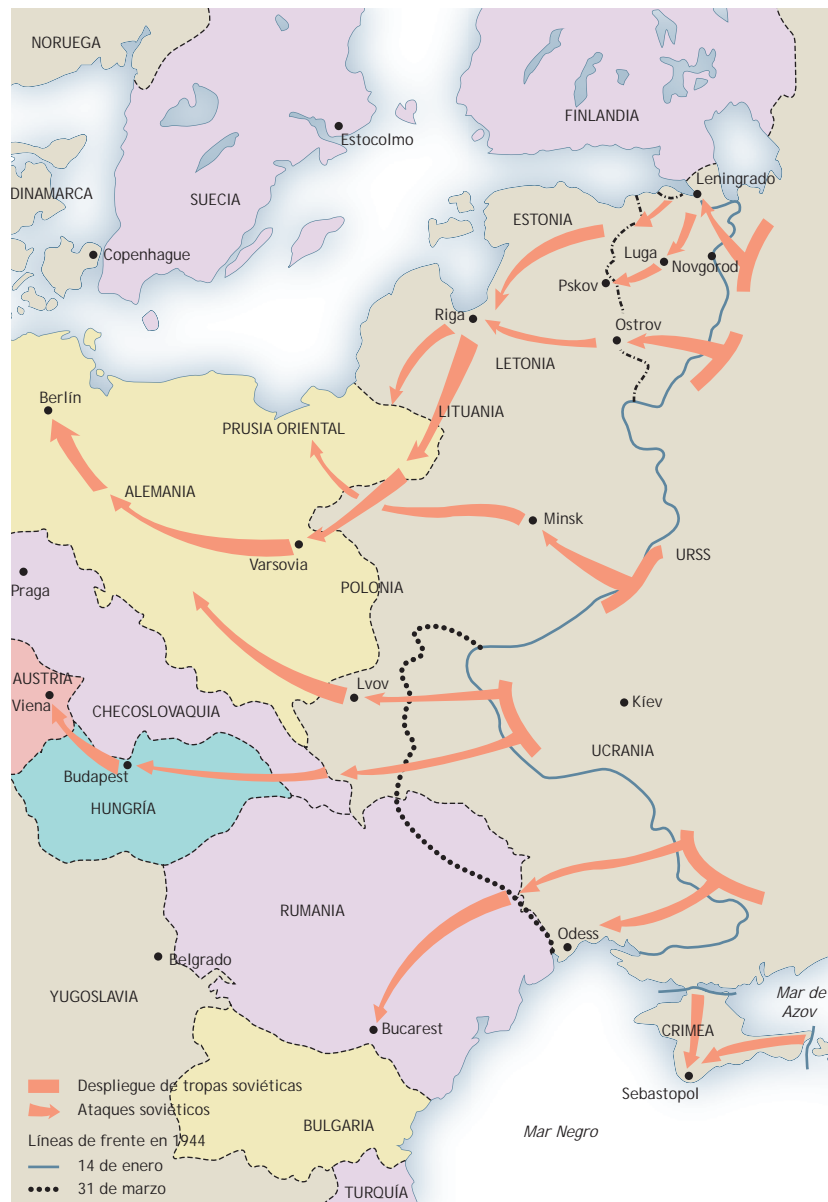 NORUEGA
FINLANDIA
Estocolmo
Leningrado
DINAMARCA
SUECIA
ESTONIA
Luga
Novgorod
Copenhague
Pskov
Riga
Ostrov
LETONIA
Berlín
LITUANIA
PRUSIA ORIENTAL
ALEMANIA
Minsk
URSS
Varsovia
POLONIA
Praga
AUSTRIA
Lvov
Viena
CHECOSLOVAQUIA
Kíev
UCRANIA
Budapest
HUNGRÍA
RUMANIA
Odess
Belgrado
YUGOSLAVIA
Mar de
Azov
Bucarest
CRIMEA
Despliegue de tropas soviéticas
Sebastopol
Ataques soviéticos
BULGARIA
Mar Negro
Líneas de frente en 1944
14 de enero
31 de marzo
TURQUÍA